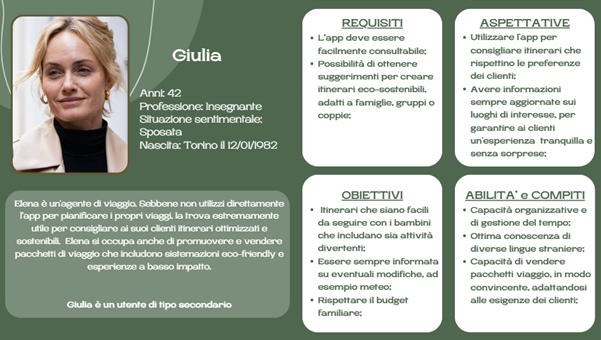 Giulia
Anni: 42
Professione: Insegnante
Situazione sentimentale:
Sposata
Nascita: Torino il 12/01/1982
Elena è un'agente di viaggio. Sebbene non utilizzi direttamente
l'app per pianificare i propri viaggi, la trova estremamente
utile per consigliare ai suoi clienti itinerari ottimizzati e
sostenibili. Elena si occupa anche di promuovere e vendere
pacchetti di viaggio che includono sistemazioni eco-friendly e
esperienze a basso impatto.
Giulia è un utente di tipo secondario
REQUISITI
• L'app deve essere
facilmente consultabile;
• Possibilità di ottenere
suggerimenti per creare
itinerari eco-sostenibili,
adatti a famiglie, gruppi o
coppie;
ASPETTATIVE
• Utilizzare l'app per
consigliare itinerari che
rispettino le preferenze
dei clienti;
• Avere informazioni
sempre aggiornate sui
luoghi di interesse, per
garantire ai clienti
un'esperienza tranquilla e
senza sorprese;
OBIETTIVI
• Itinerari che siano facili
da seguire con i bambini
che includano sia attività
divertenti;
• Essere sempre informata
su eventuali modifiche, ad
esempio meteo;
• Rispettare il budget
familiare;
ABILITA' e COMPITI
• Capacità organizzative e
di gestione del tempo;
• Ottima conoscenza di
diverse lingue straniere;
• Capacità di vendere
pacchetti viaggio, in modo
convincente, adattandosi
alle esigenze dei clienti;